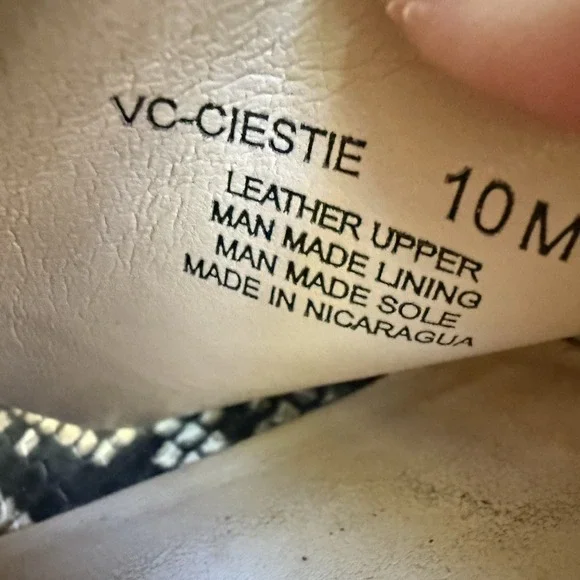 VC-CIESTIE 10 M
LEATHER UPPER
MAN MADE LINING
MAN MADE SOLE
MADE IN NICARAGUA